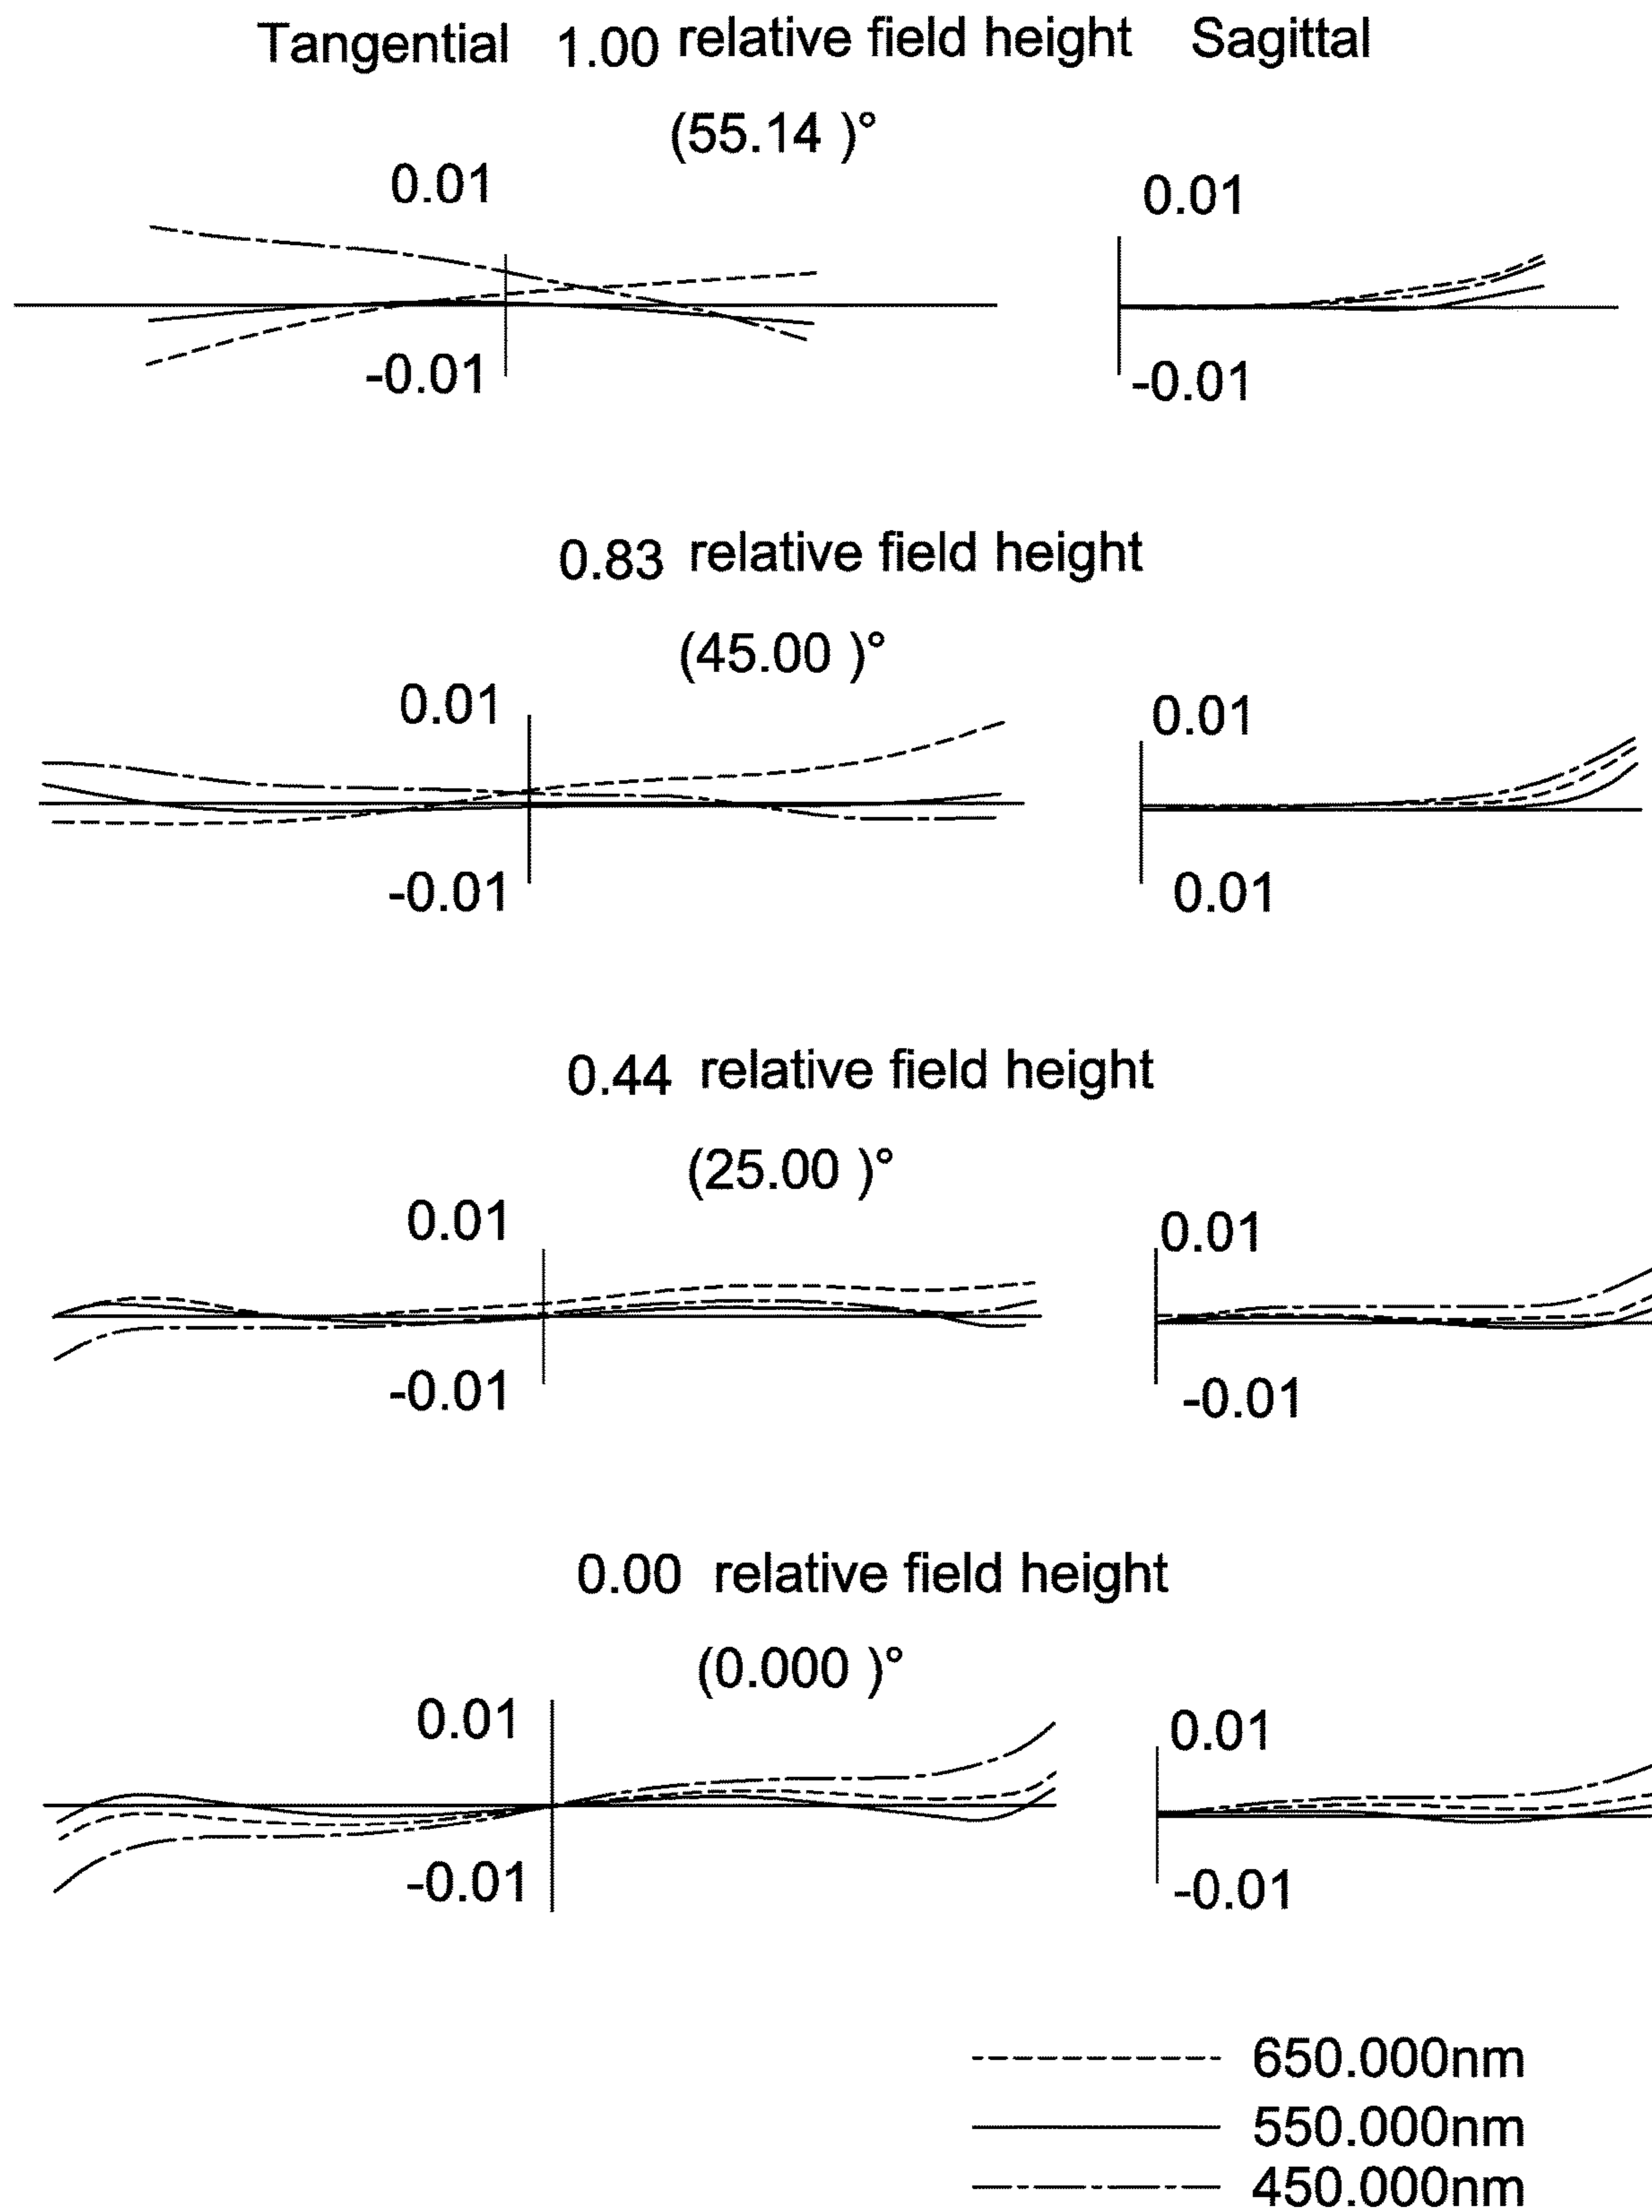 Tangential 1.00 relative field height Sagittal
(55.14 )°
0.01 0.01
-0.01 -0.01
0.83 relative field height
(45.00 )°
0.01 0.01
-0.01 0.01
0.44 relative field height
(25.00 )°
0.01 0.01
-0.01 -0.01
0.00 relative field height
(0.000 )°
0.01 0.01
-0.01 -0.01
650.000nm
550.000nm
450.000nm